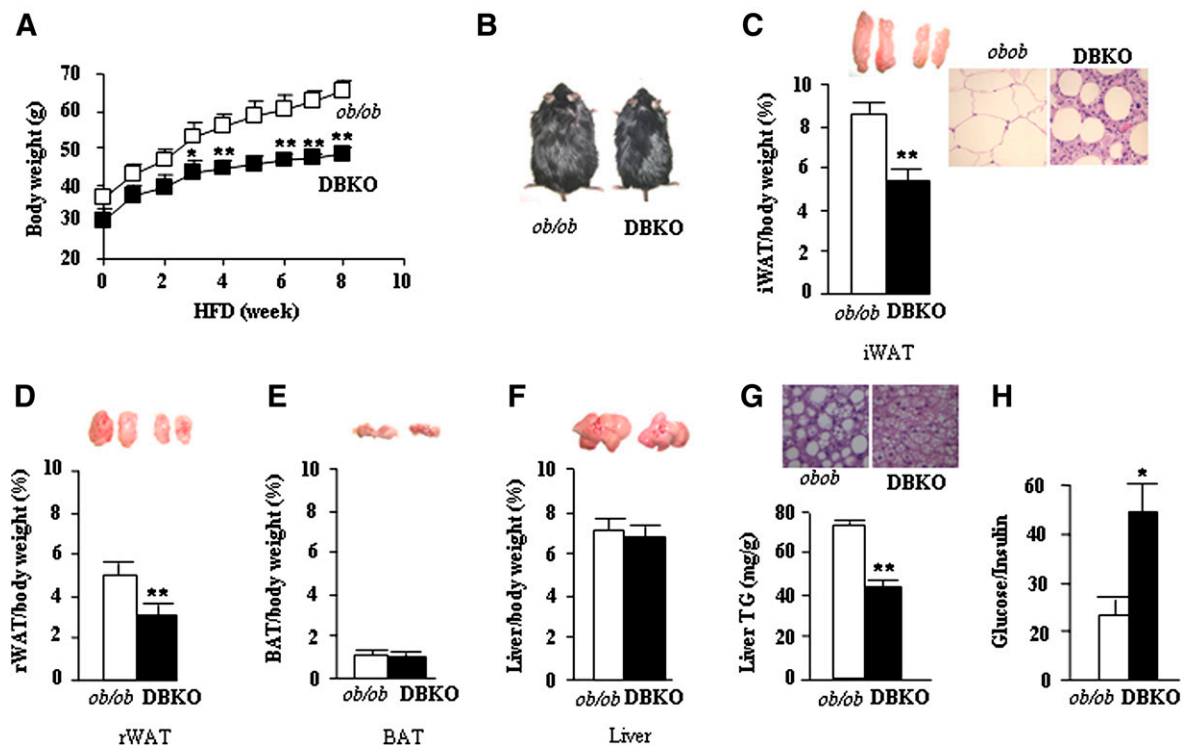 A
Body weight (g)
70
60
50
40
30
20
ob/ob
* ** ** ** **
DBKO
0 2 4 6 8 10
HFD (week)
B
ob/ob DBKO
C
obob DBKO
iWAT/body weight (%)
10
8
6
4
2
0
**
ob/ob DBKO
iWAT
D
rWAT/body weight (%)
10
8
6
4
2
0
**
ob/ob DBKO
rWAT
E
BAT/body weight (%)
10
8
6
4
2
0
ob/ob DBKO
BAT
F
Liver/body weight (%)
10
8
6
4
2
0
ob/ob DBKO
Liver
G
obob DBKO
Liver TG (mg/g)
80
60
40
20
0
**
ob/ob DBKO
H
Glucose/Insulin
60
40
30
20
0
*
ob/ob DBKO